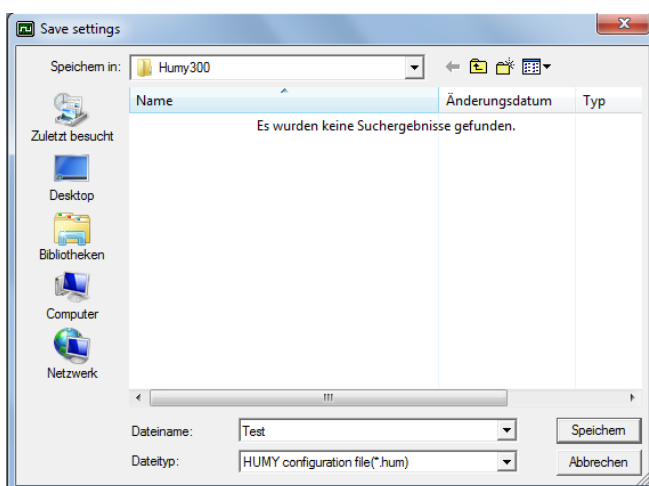 Save settings
Speichern in: Humy300
Name Änderungsdatum Typ
Es wurden keine Suchergebnisse gefunden.
Zuletzt besucht
Desktop
Bibliotheken
Computer
Netzwerk
Dateiname: Test Speichern
Dateityp: HUMY configuration file(*.hum) Abbrechen